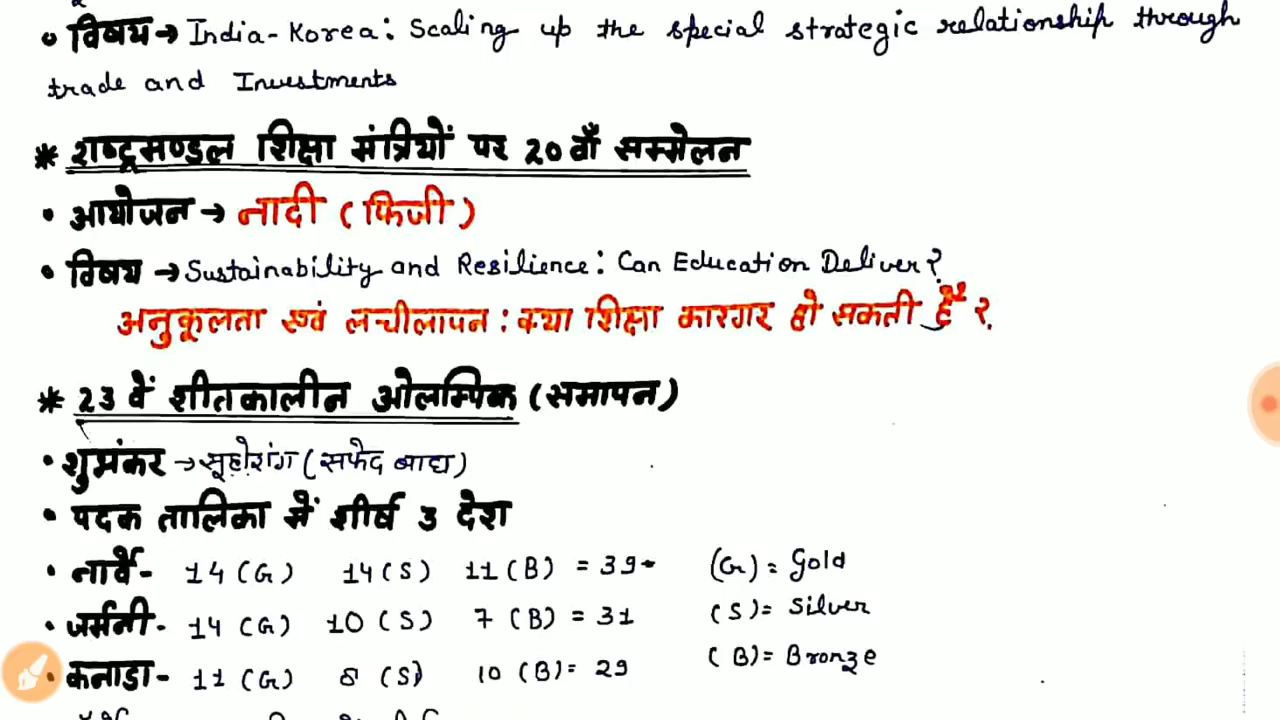 • विषय → India-Korea: Scaling up the special strategic relationship through
trade and Investments
* राष्ट्रमण्डल शिक्षा मंत्रियों पर 20 वाँ सम्मेलन
• आयोजन → नादी (फिजी)
• विषय → Sustainability and Resilience: Can Education Deliver?
अनुकूलता एवं लचीलापन : क्या शिक्षा कारगर हो सकती हैं ?
* 23 वें शीतकालीन ओलम्पिक (समापन)
• शुभंकर → सूहोरांग (सफेद बाघ)
• पदक तालिका में शीर्ष 3 देश
• नार्वे - 14 (G) 14 (S) 11 (B) = 39 (G) = Gold
• जर्मनी - 14 (G) 10 (S) 7 (B) = 31 (S) = Silver
• कनाडा - 11 (G) 8 (S) 10 (B) = 29 (B) = Bronze